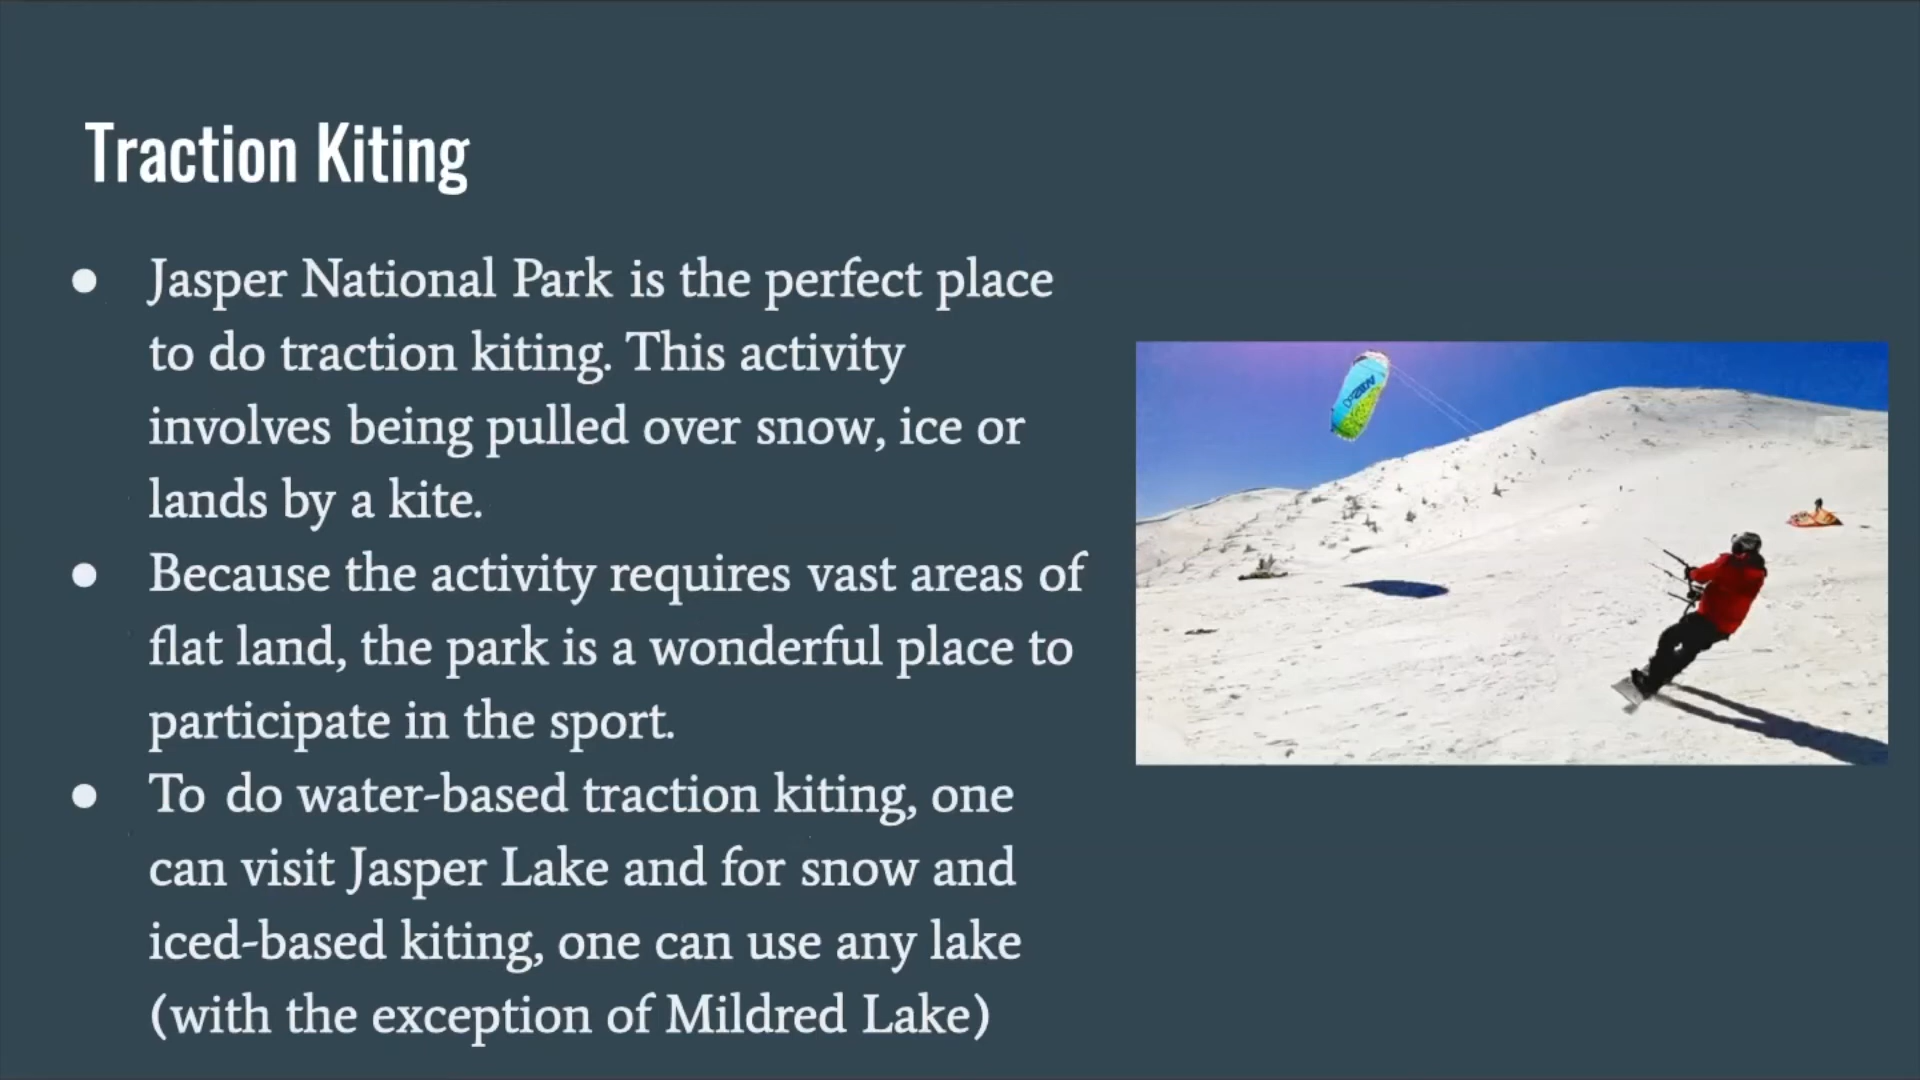 Traction Kiting
● Jasper National Park is the perfect place
to do traction kiting. This activity
involves being pulled over snow, ice or
lands by a kite.
● Because the activity requires vast areas of
flat land, the park is a wonderful place to
participate in the sport.
● To do water-based traction kiting, one
can visit Jasper Lake and for snow and
iced-based kiting, one can use any lake
(with the exception of Mildred Lake)